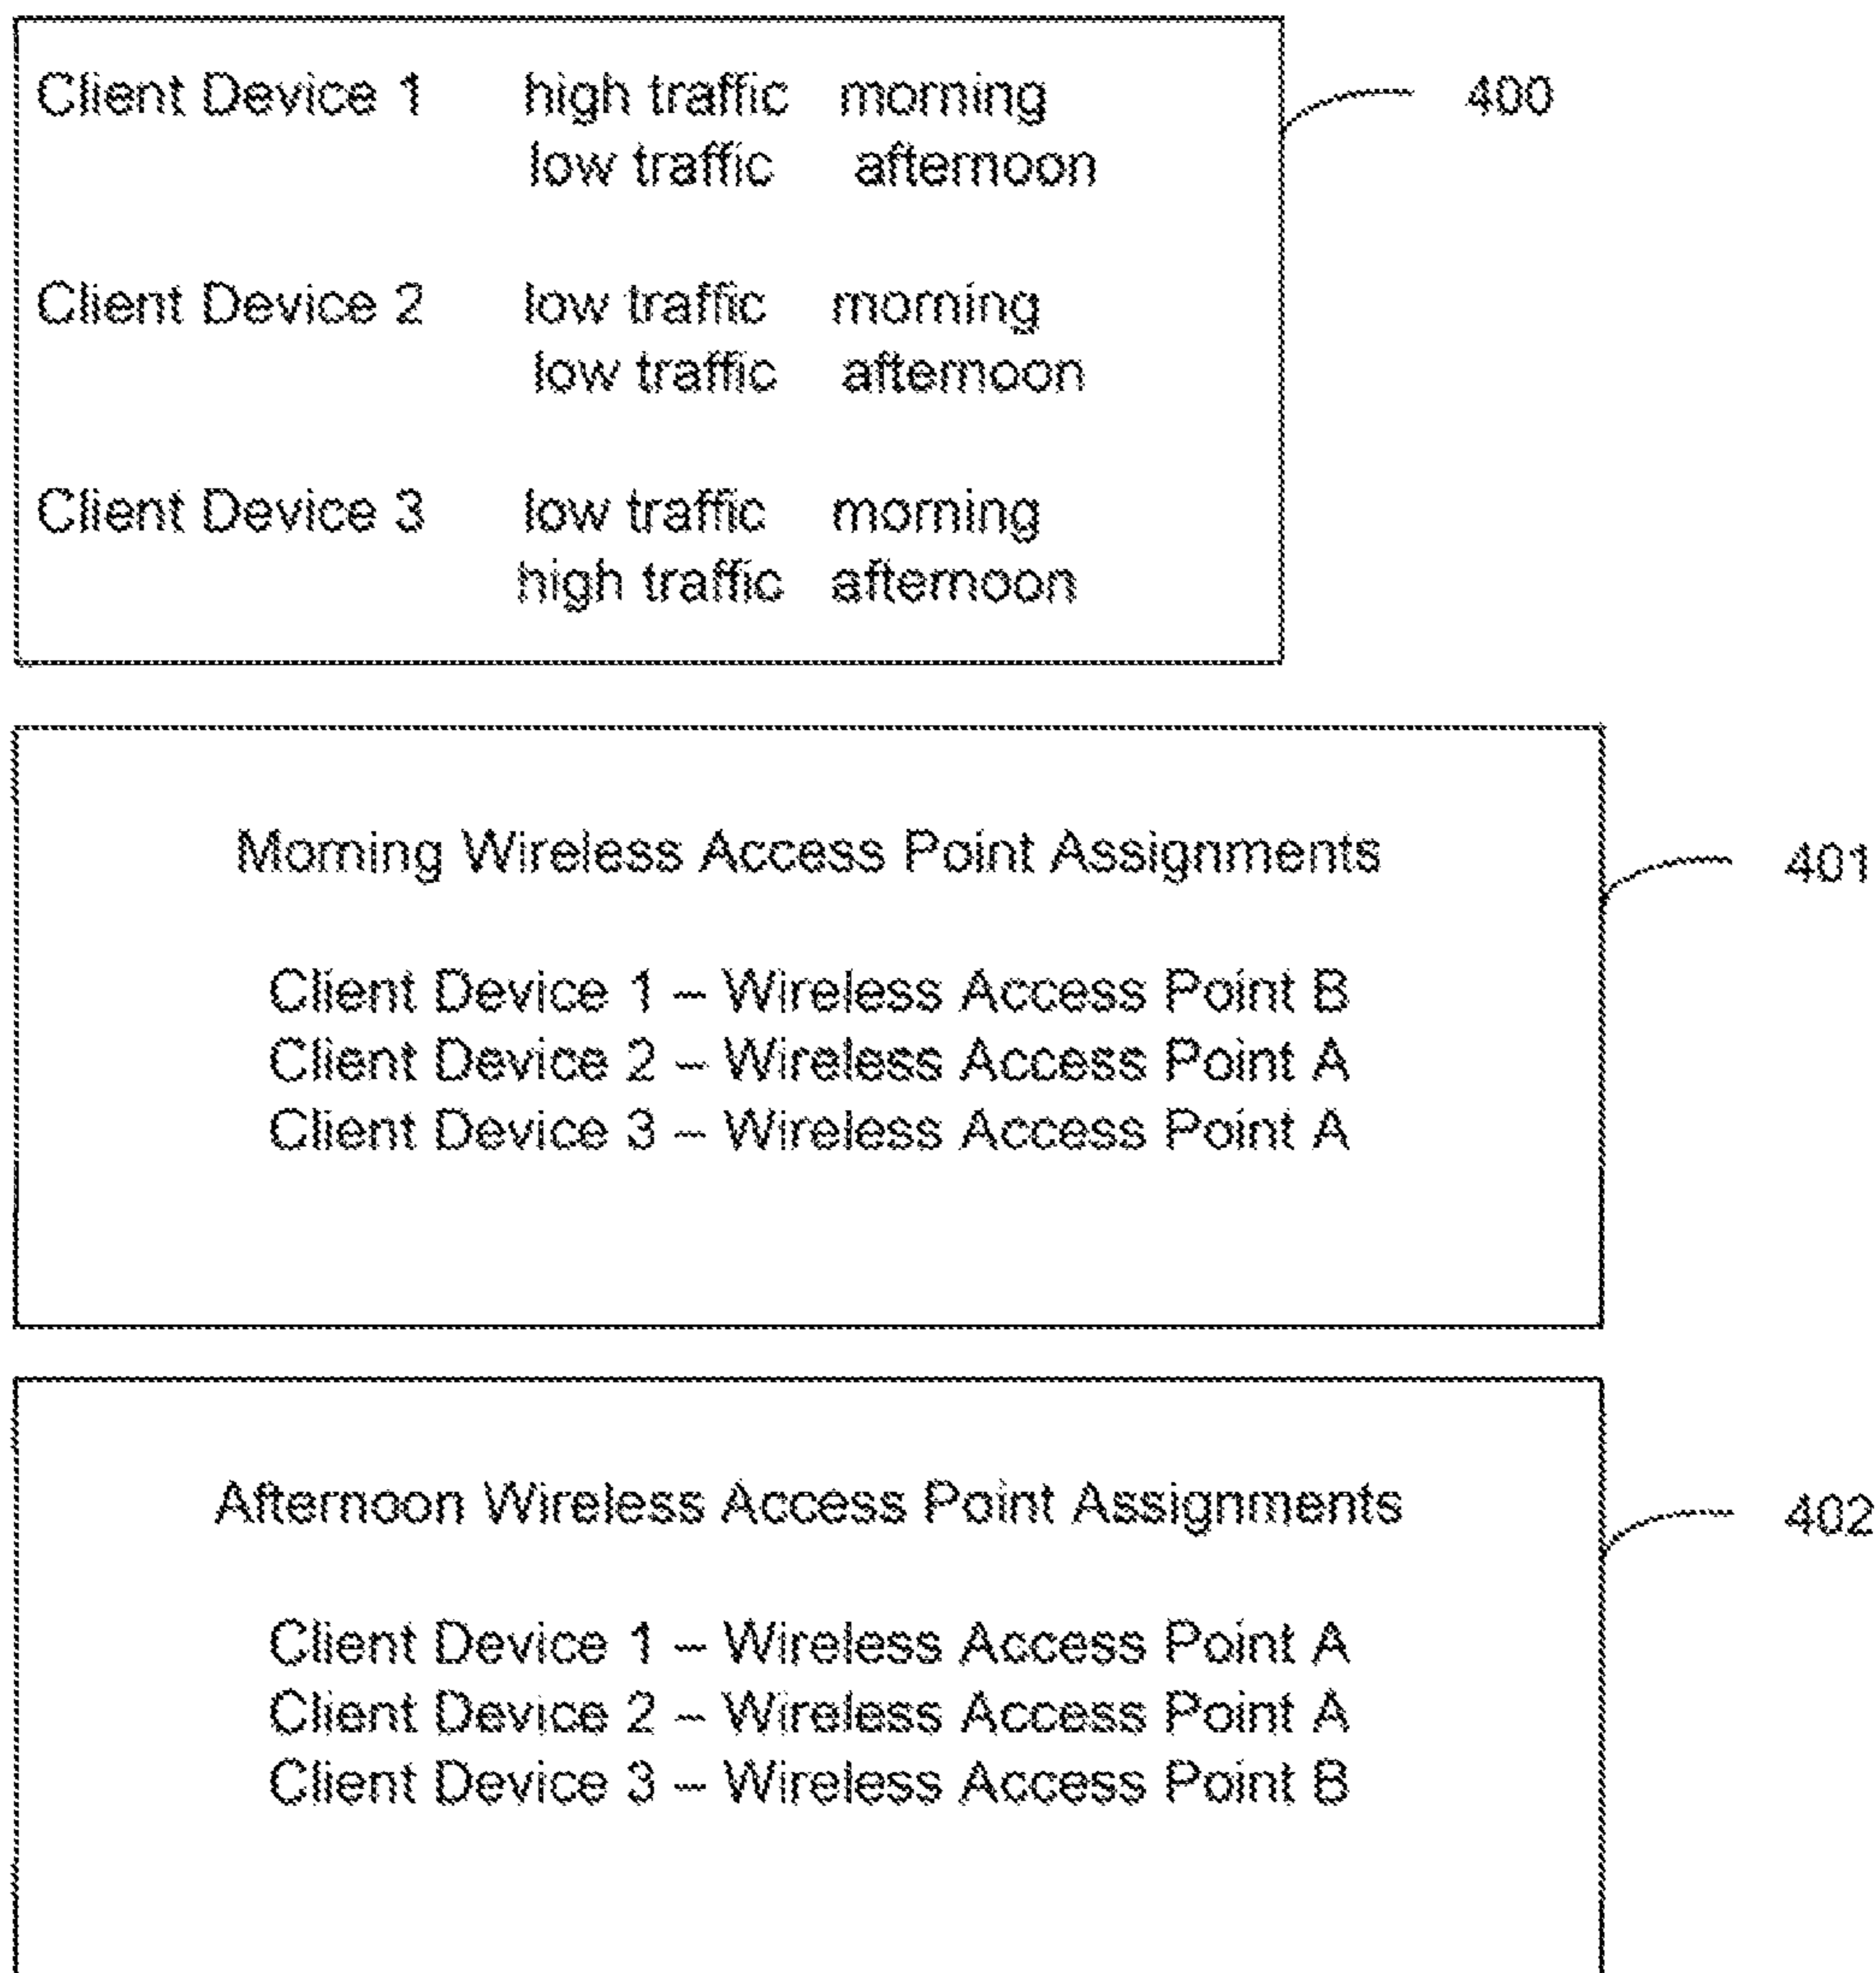 Client Device 1 high traffic morning 400
low traffic afternoon
Client Device 2 low traffic morning
low traffic afternoon
Client Device 3 low traffic morning
high traffic afternoon
Morning Wireless Access Point Assignments 401
Client Device 1 – Wireless Access Point B
Client Device 2 – Wireless Access Point A
Client Device 3 – Wireless Access Point A
Afternoon Wireless Access Point Assignments 402
Client Device 1 – Wireless Access Point A
Client Device 2 – Wireless Access Point A
Client Device 3 – Wireless Access Point B